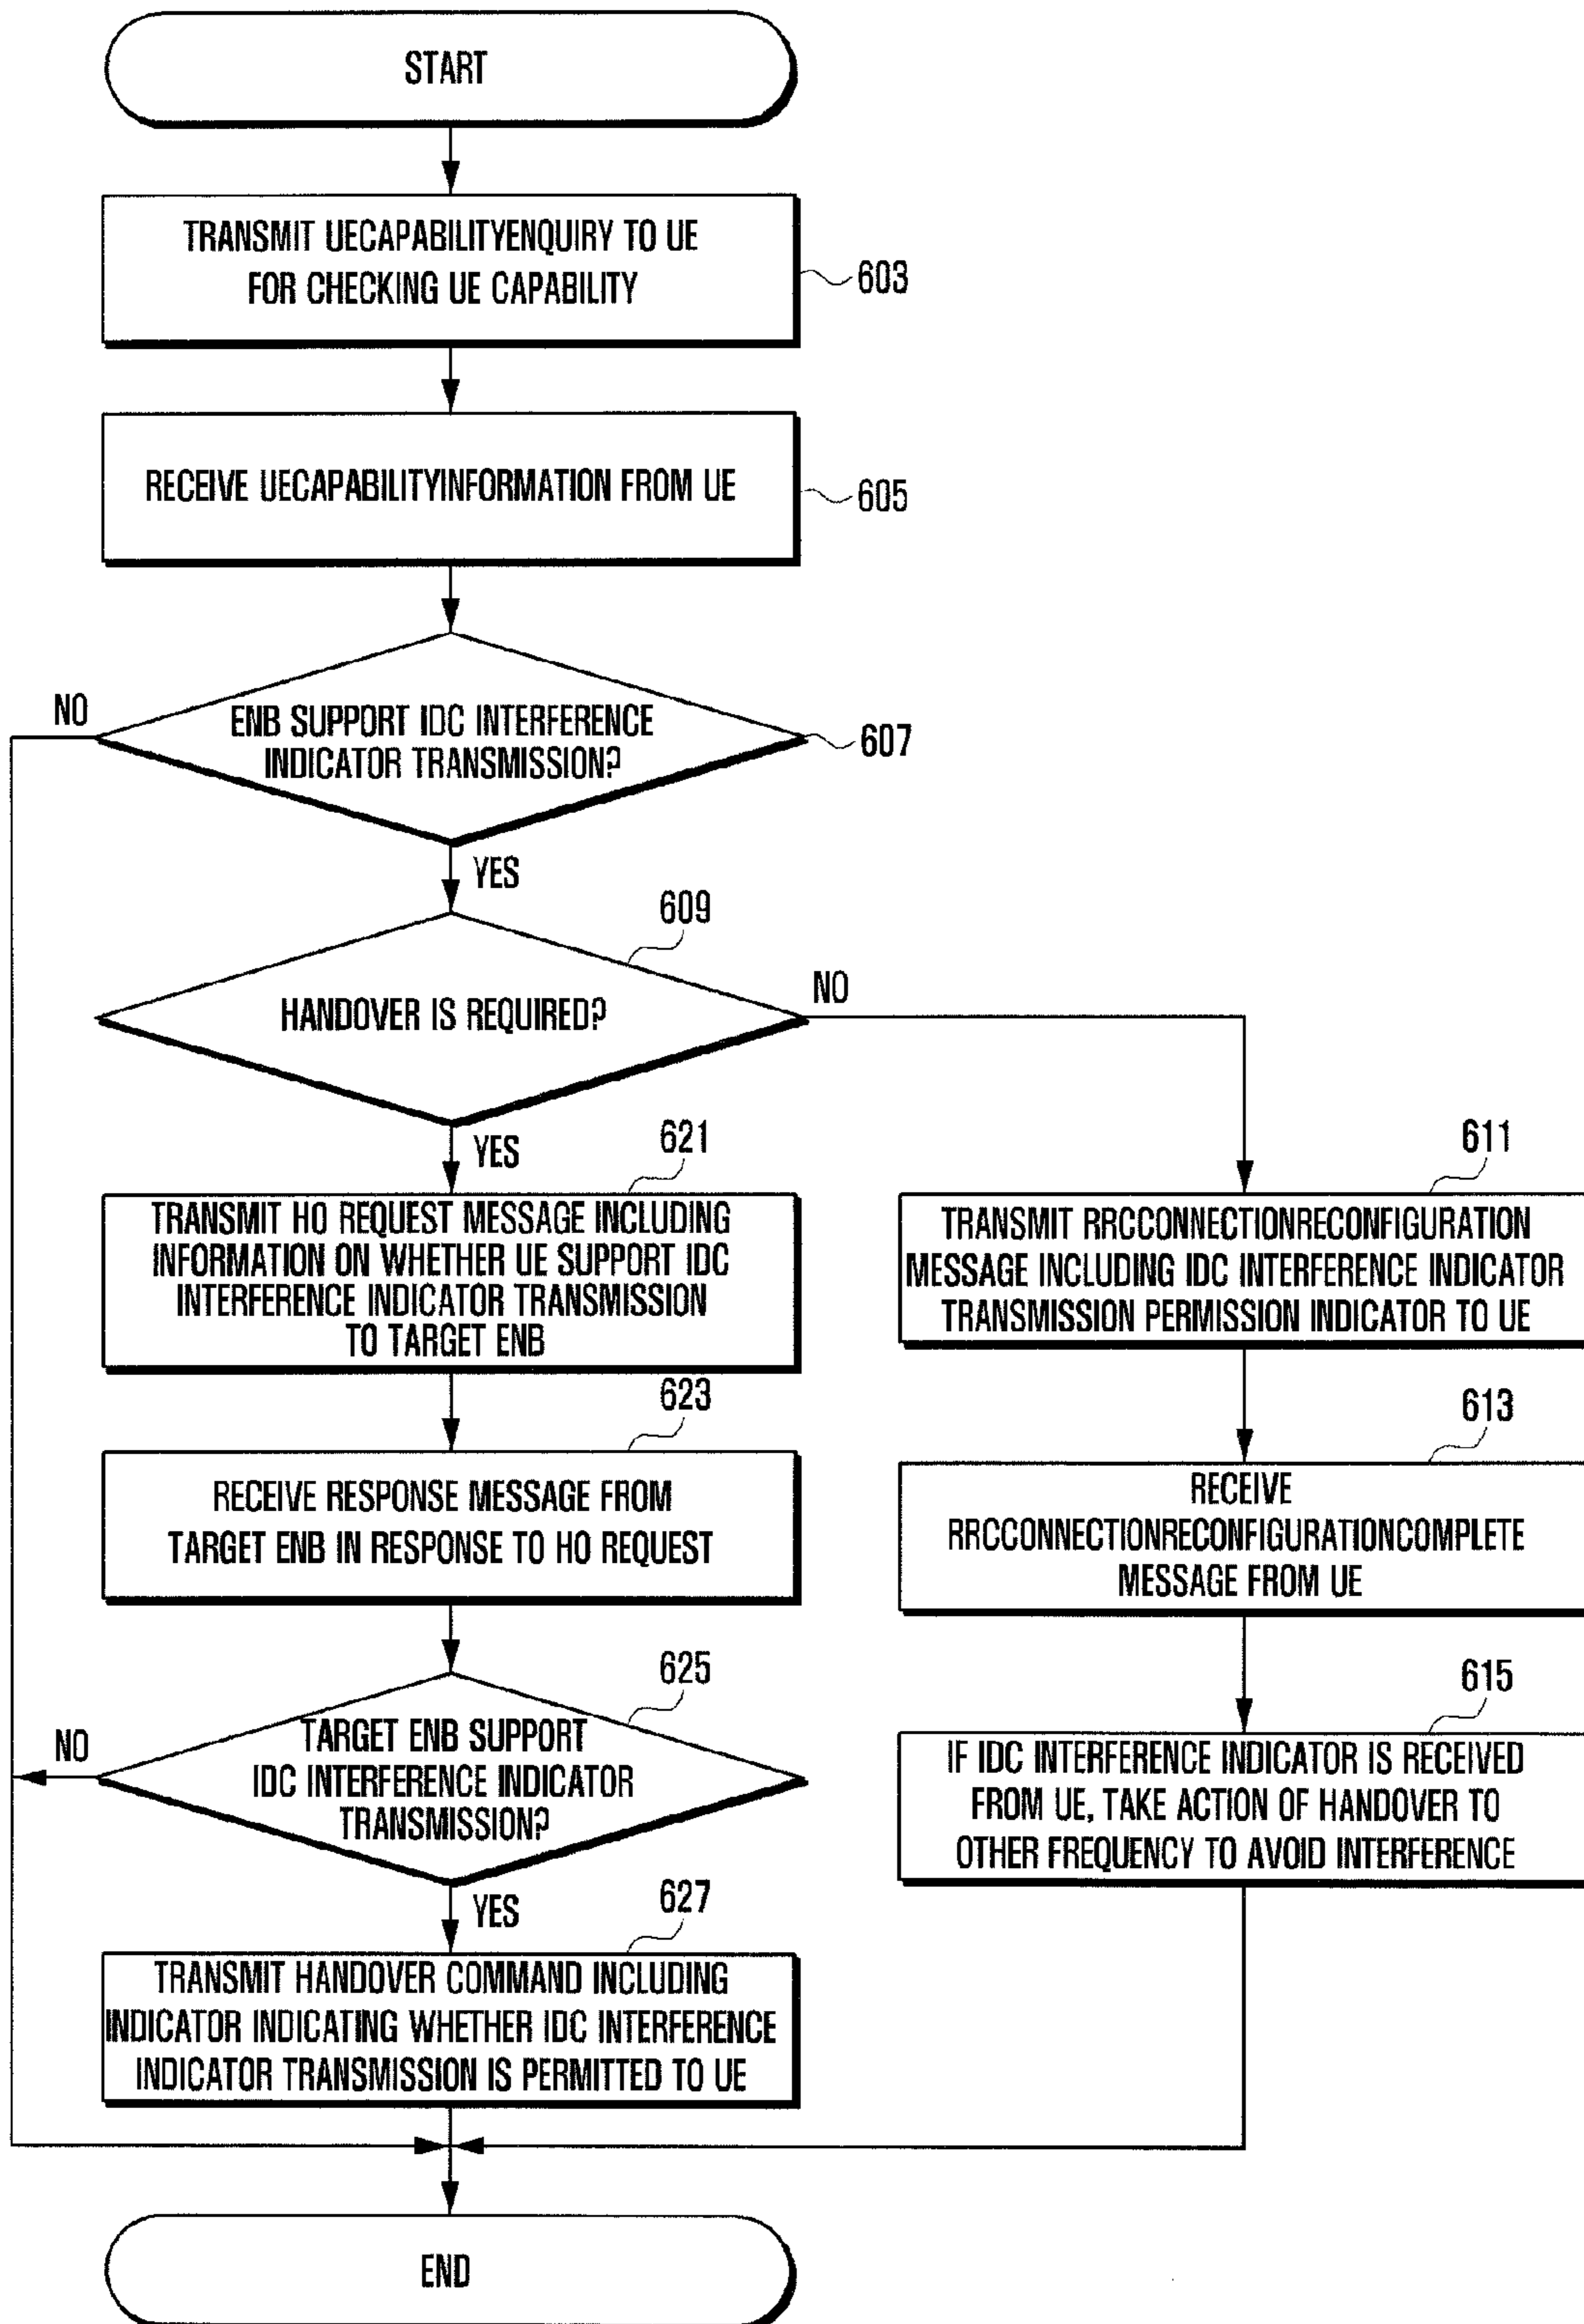 START
TRANSMIT UECAPABILITYENQUIRY TO UE
FOR CHECKING UE CAPABILITY
603
RECEIVE UECAPABILITYINFORMATION FROM UE
605
NO
ENB SUPPORT IDC INTERFERENCE
INDICATOR TRANSMISSION?
607
YES
609
HANDOVER IS REQUIRED?
NO
YES
621
TRANSMIT HO REQUEST MESSAGE INCLUDING
INFORMATION ON WHETHER UE SUPPORT IDC
INTERFERENCE INDICATOR TRANSMISSION
TO TARGET ENB
611
TRANSMIT RRCCONNECTIONRECONFIGURATION
MESSAGE INCLUDING IDC INTERFERENCE INDICATOR
TRANSMISSION PERMISSION INDICATOR TO UE
623
RECEIVE RESPONSE MESSAGE FROM
TARGET ENB IN RESPONSE TO HO REQUEST
613
RECEIVE
RRCCONNECTIONRECONFIGURATIONCOMPLETE
MESSAGE FROM UE
625
NO
TARGET ENB SUPPORT
IDC INTERFERENCE INDICATOR
TRANSMISSION?
615
IF IDC INTERFERENCE INDICATOR IS RECEIVED
FROM UE, TAKE ACTION OF HANDOVER TO
OTHER FREQUENCY TO AVOID INTERFERENCE
YES
627
TRANSMIT HANDOVER COMMAND INCLUDING
INDICATOR INDICATING WHETHER IDC INTERFERENCE
INDICATOR TRANSMISSION IS PERMITTED TO UE
END